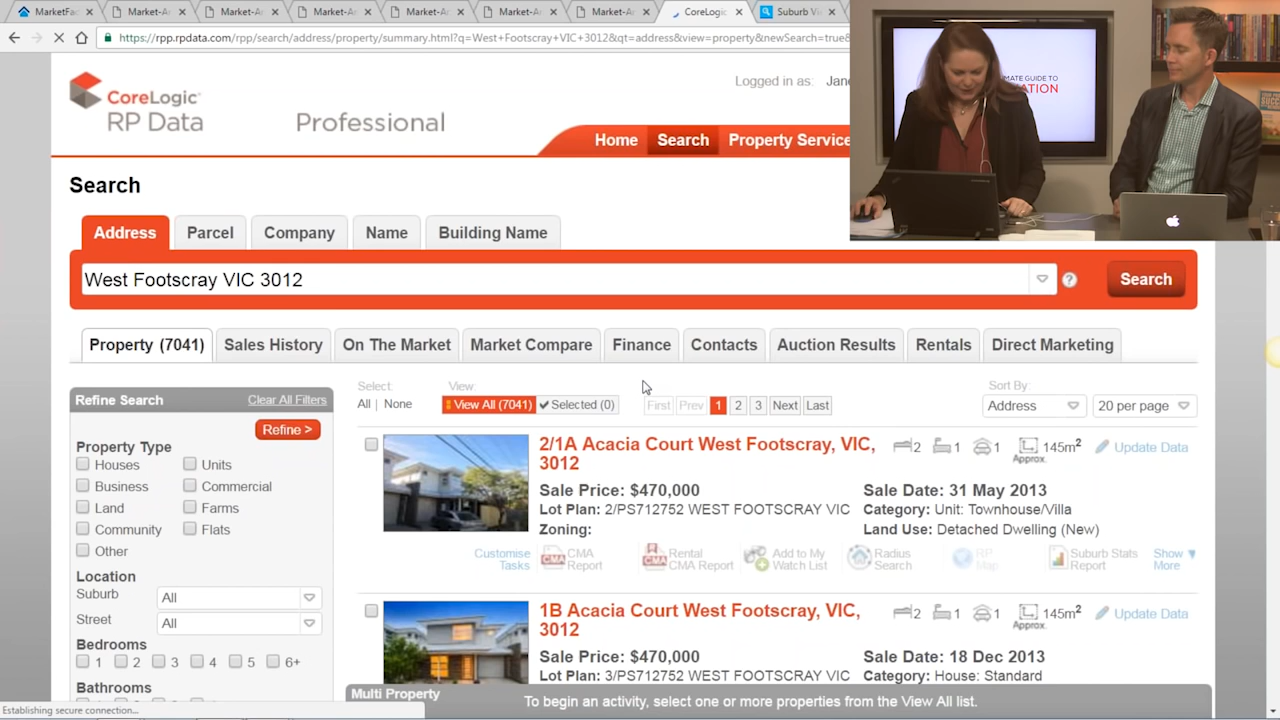 MarketFac
Market-Ar
Market-Ar
Market-Ar
Market-Ar
Market-Ar
Market-Ar
CoreLogic
Suburb Vi
https://rpp.rpdata.com/rpp/search/address/property/summary.html?q=West+Footscray+VIC+3012&qt=address&view=property&newSearch=true&
CoreLogic
RP Data Professional
Logged in as: Jane
IMATE GUIDE TO
Home Search Property Service
Search
Address Parcel Company Name Building Name
West Footscray VIC 3012 ? Search
Property (7041) Sales History On The Market Market Compare Finance Contacts Auction Results Rentals Direct Marketing
Refine Search Clear All Filters
Refine >
Property Type
Houses Units
Business Commercial
Land Farms
Community Flats
Other
Location
Suburb All
Street All
Bedrooms
1 2 3 4 5 6+
Bathrooms
Select: View: Sort By:
All | None View All (7041) Selected (0) First Prev 1 2 3 Next Last Address 20 per page
2/1A Acacia Court West Footscray, VIC,
3012
2 1 1 145m² Update Data
Approx
Sale Price: $470,000 Sale Date: 31 May 2013
Lot Plan: 2/PS712752 WEST FOOTSCRAY VIC Category: Unit: Townhouse/Villa
Zoning: Land Use: Detached Dwelling (New)
Customise
Tasks
CMA
Report
Rental
CMA Report
Add to My
Watch List
Radius
Search
RP
Map
Suburb Stats
Report
Show
More
1B Acacia Court West Footscray, VIC,
3012
2 1 1 145m² Update Data
Approx
Sale Price: $470,000 Sale Date: 18 Dec 2013
Lot Plan: 3/PS712752 WEST FOOTSCRAY VIC Category: House: Standard
Multi Property
To begin an activity, select one or more properties from the View All list.
Establishing secure connection...